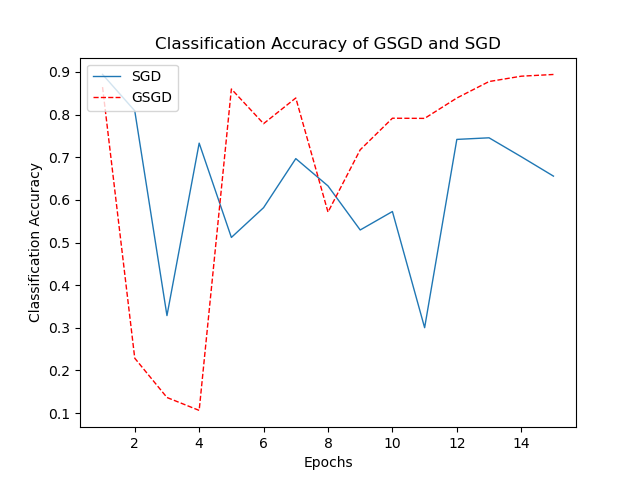 Classification Accuracy of GSGD and SGD
SGD
GSGD
Classification Accuracy
0.9
0.8
0.7
0.6
0.5
0.4
0.3
0.2
0.1
2 4 6 8 10 12 14
Epochs